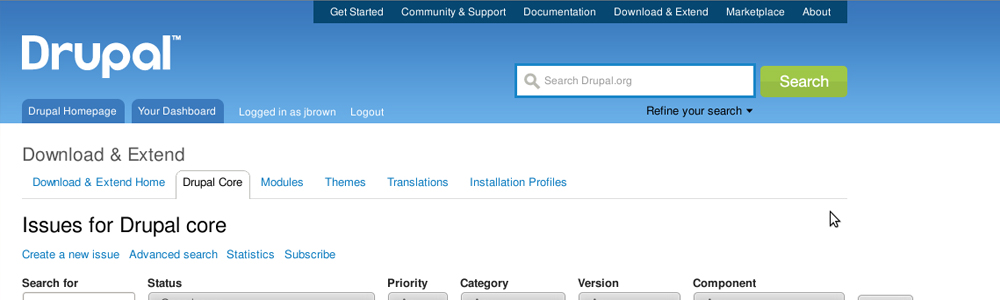 Get Started Community & Support Documentation Download & Extend Marketplace About
Drupal™
Search Drupal.org Search
Refine your search
Drupal Homepage Your Dashboard Logged in as jbrown Logout
Download & Extend
Download & Extend Home Drupal Core Modules Themes Translations Installation Profiles
Issues for Drupal core
Create a new issue Advanced search Statistics Subscribe
Search for Status Priority Category Version Component